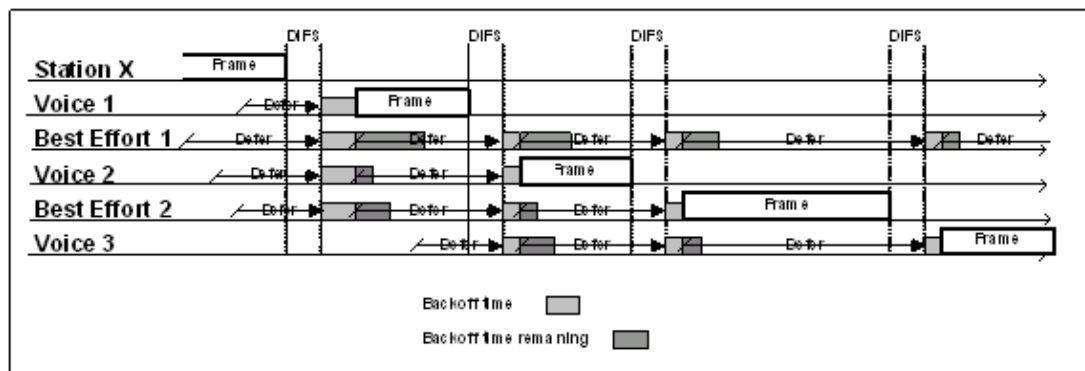 DIFS DIFS DIFS DIFS
Station X Frame
Voice 1 Defer Frame
Best Effort 1 Defer Defer Defer Defer Defer
Voice 2 Defer Defer Frame
Best Effort 2 Defer Defer Defer Frame
Voice 3 Defer Defer Defer Frame
Backoff time
Backoff time remaining